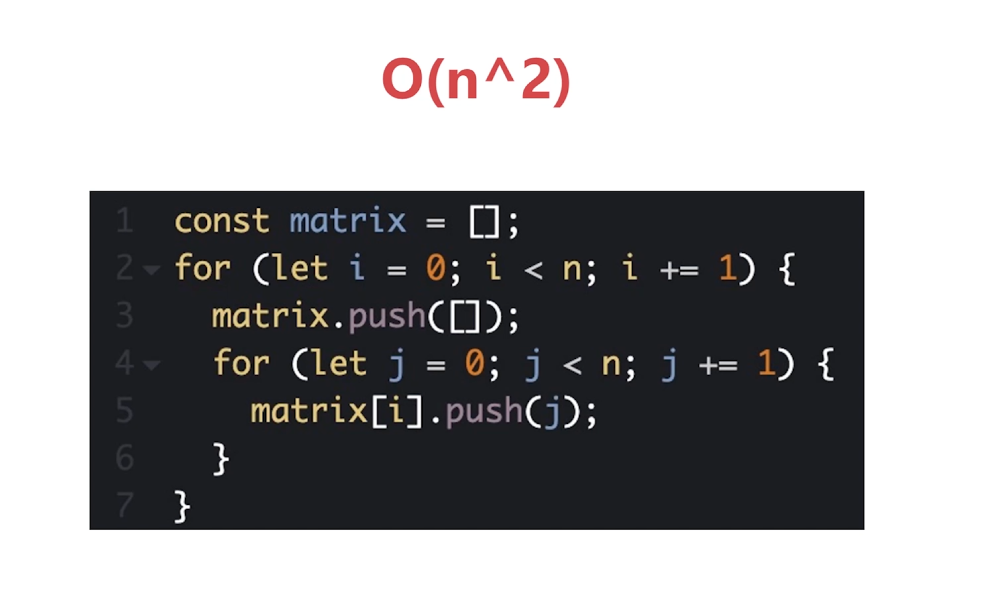 O(n^2)
1 const matrix = [];
2 for (let i = 0; i < n; i += 1) {
3 matrix.push([]);
4 for (let j = 0; j < n; j += 1) {
5 matrix[i].push(j);
6 }
7 }